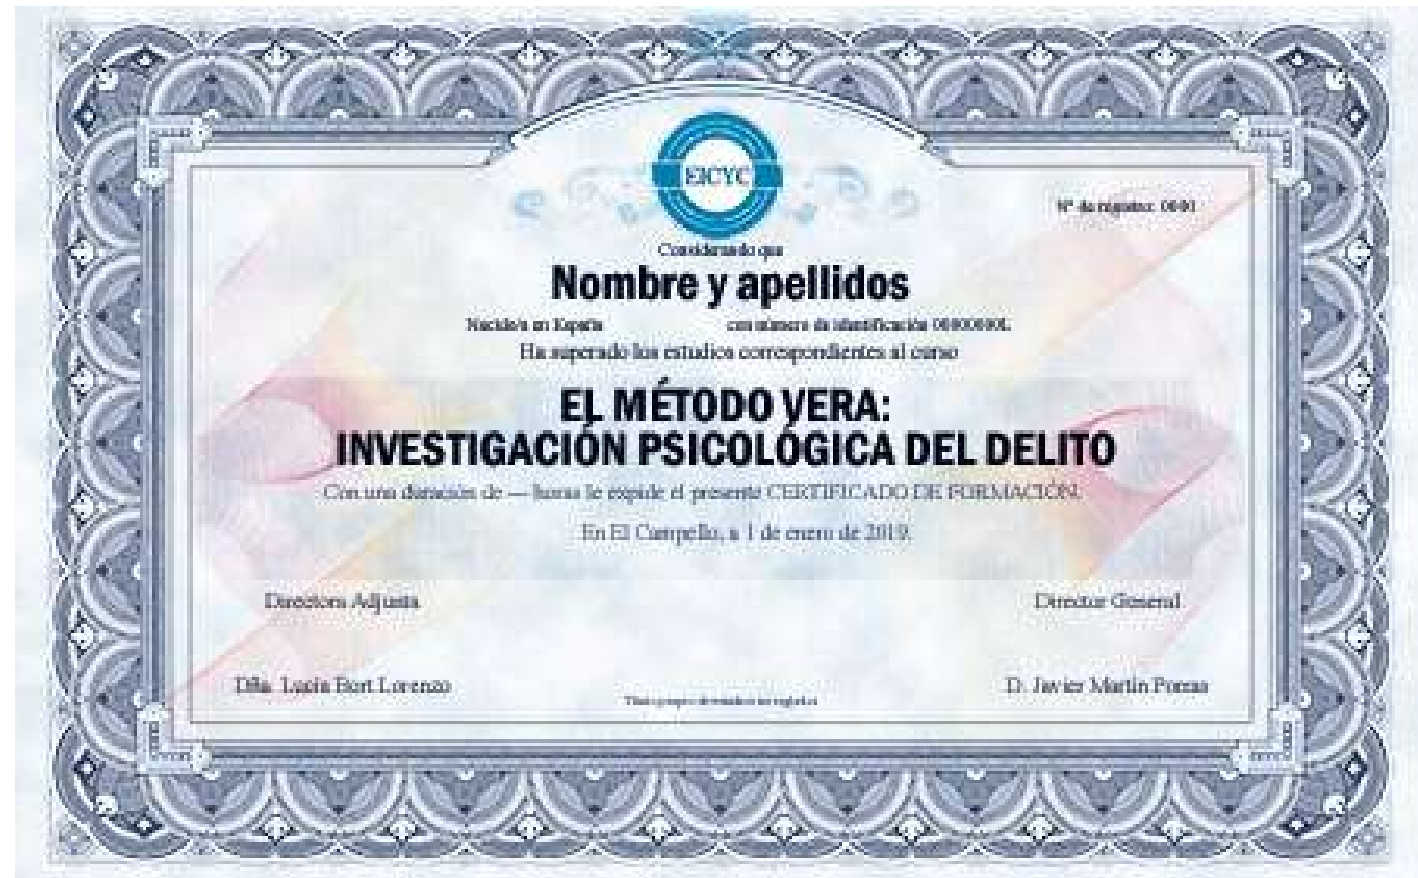 EICYC
Nº de registro: 0000
Considerando que
Nombre y apellidos
Nacido/a en España con número de identificación 00000000L
Ha superado los estudios correspondientes al curso
EL MÉTODO VERA:
INVESTIGACIÓN PSICOLÓGICA DEL DELITO
Con una duración de — horas le expide el presente CERTIFICADO DE FORMACIÓN.
En El Campello, a 1 de enero de 2019.
Directora Adjunta
Director General
Dña. Lucía Bort Lorenzo
D. Javier Martín Porras